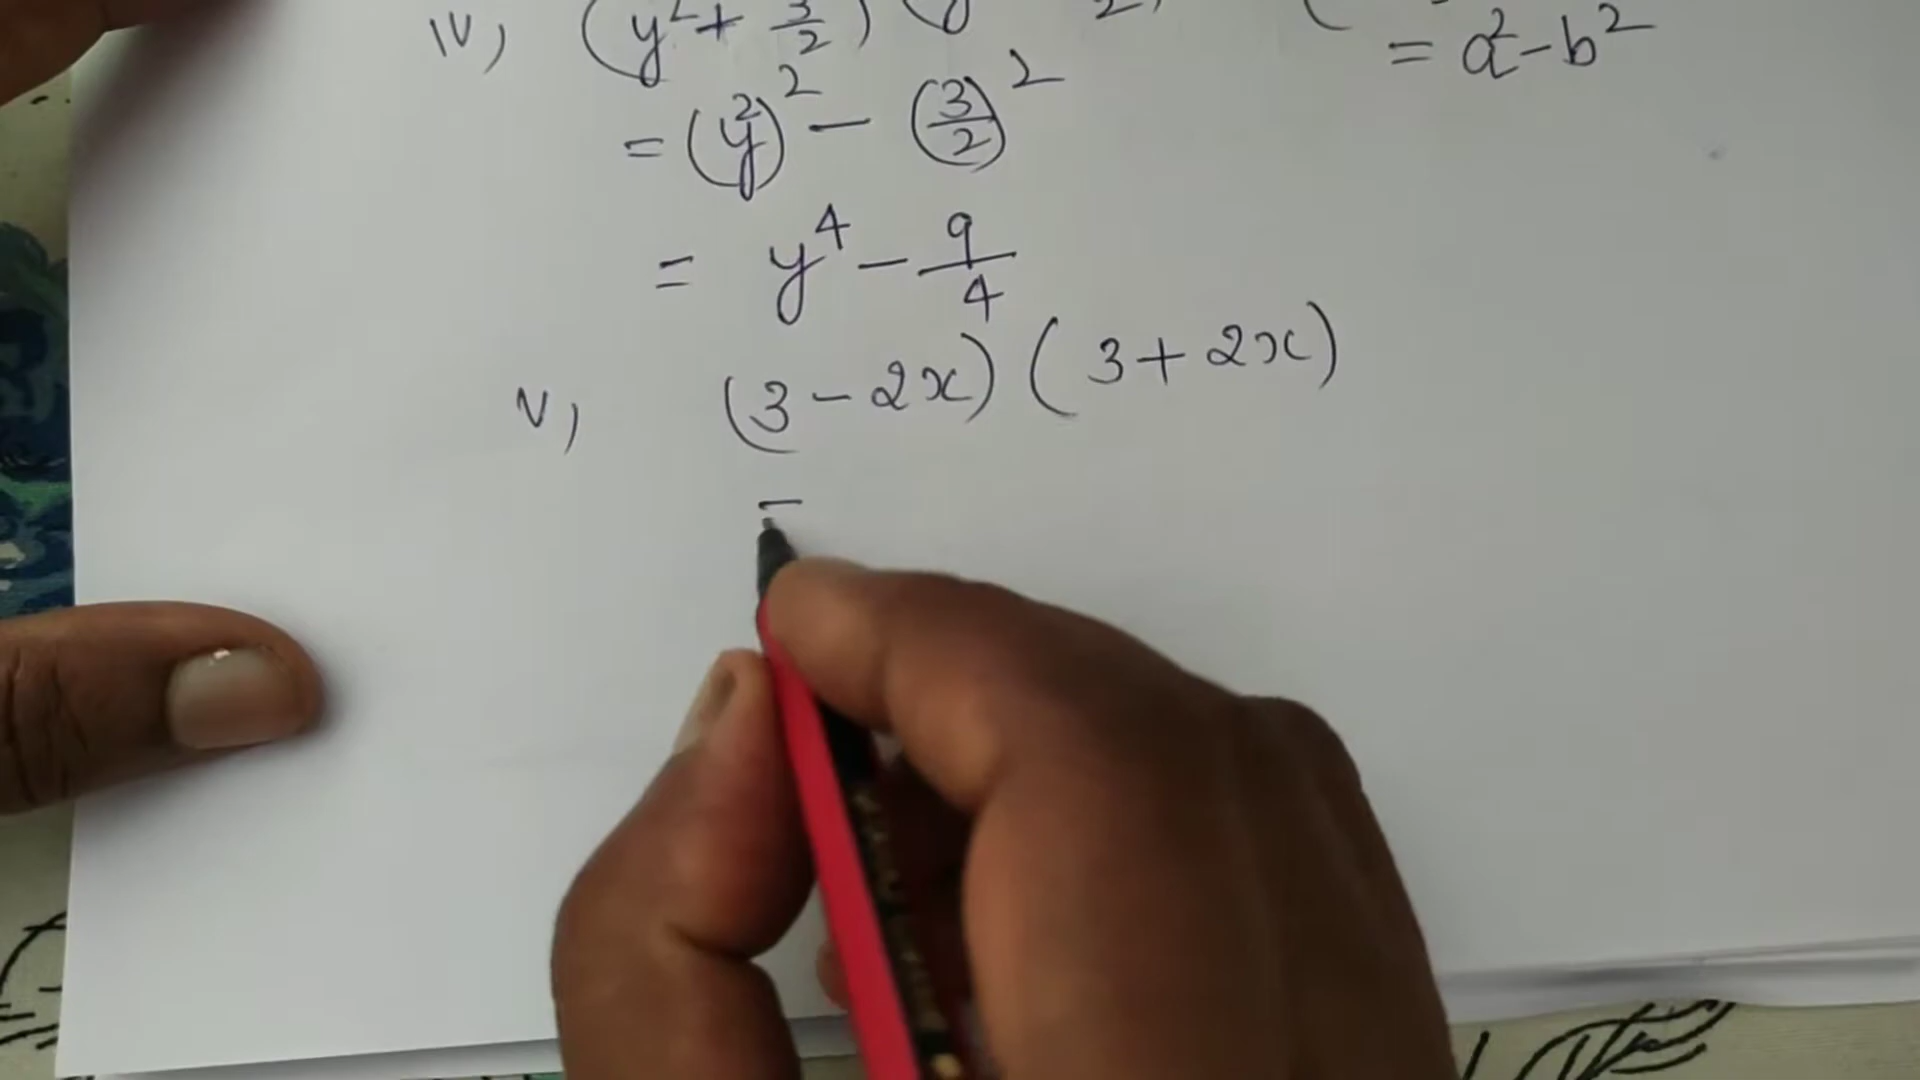 iv) (y² + 3/2) (y
= a² - b²
= (y²)² - (3/2)²
= y⁴ - 9/4
v) (3 - 2x) (3 + 2x)